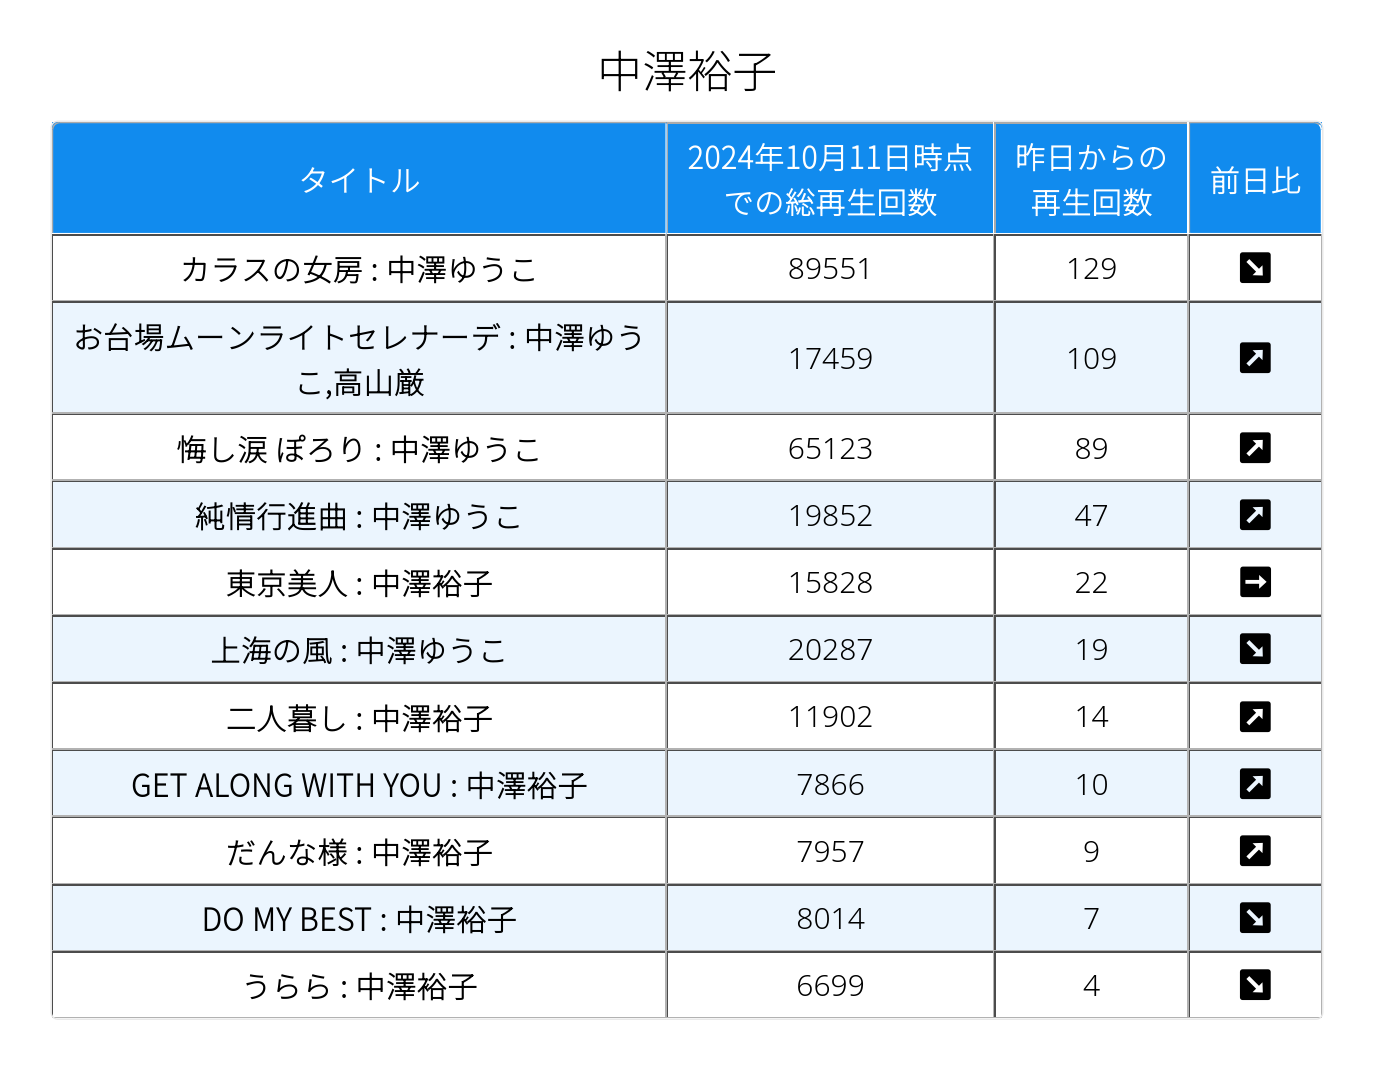 中澤裕子
タイトル
2024年10月11日時点
での総再生回数
昨日からの
再生回数
前日比
カラスの女房 : 中澤ゆうこ
89551
129
お台場ムーンライトセレナーデ : 中澤ゆう
こ,高山厳
17459
109
悔し涙 ぽろり : 中澤ゆうこ
65123
89
純情行進曲 : 中澤ゆうこ
19852
47
東京美人 : 中澤裕子
15828
22
上海の風 : 中澤ゆうこ
20287
19
二人暮し : 中澤裕子
11902
14
GET ALONG WITH YOU : 中澤裕子
7866
10
だんな様 : 中澤裕子
7957
9
DO MY BEST : 中澤裕子
8014
7
うらら : 中澤裕子
6699
4